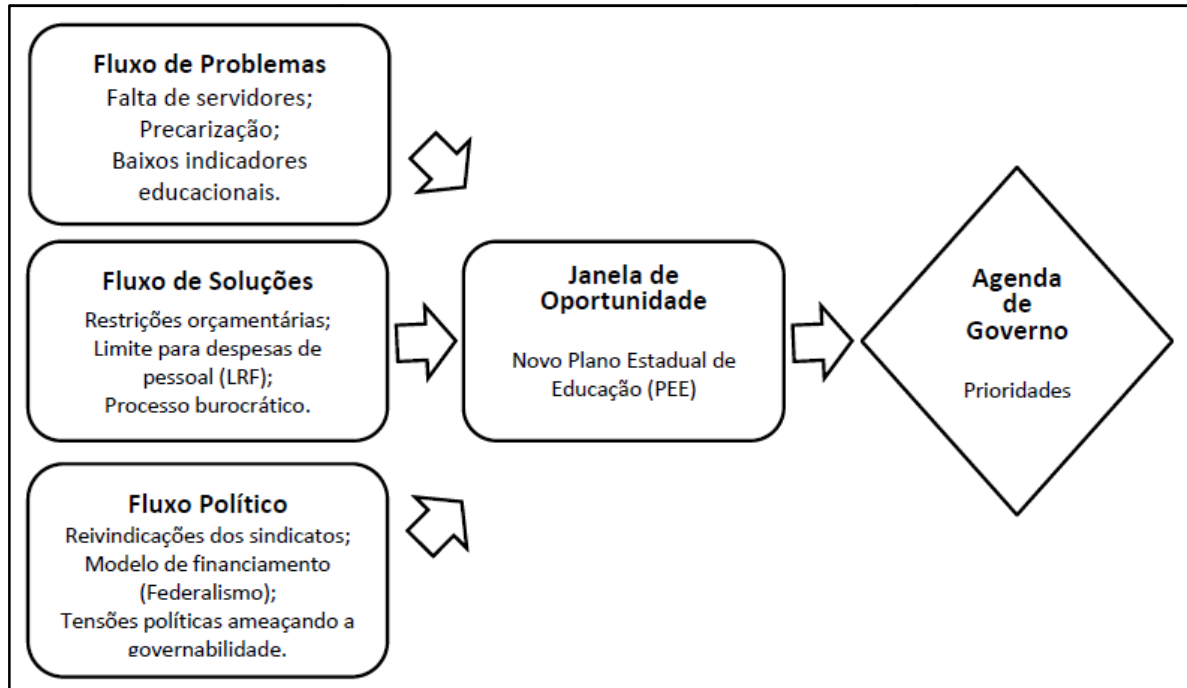 Fluxo de Problemas
Falta de servidores;
Precarização;
Baixos indicadores
educacionais.
Fluxo de Soluções
Restrições orçamentárias;
Limite para despesas de
pessoal (LRF);
Processo burocrático.
Fluxo Político
Reivindicações dos sindicatos;
Modelo de financiamento
(Federalismo);
Tensões políticas ameaçando a
governabilidade.
Janela de
Oportunidade
Novo Plano Estadual de
Educação (PEE)
Agenda
de
Governo
Prioridades